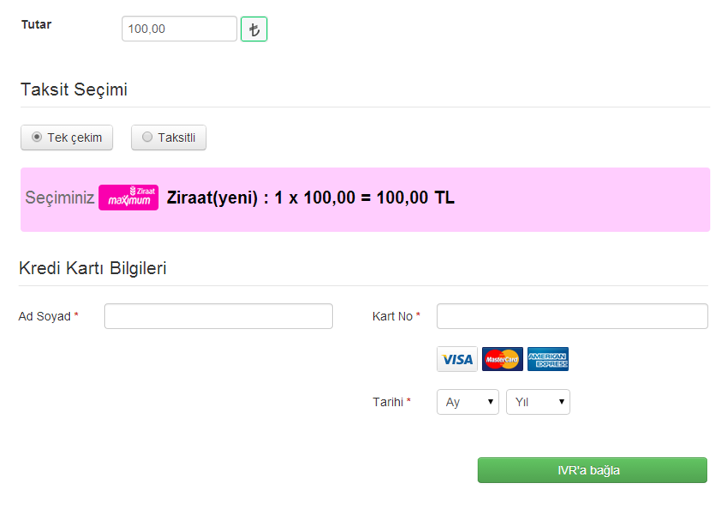 Tutar 100,00 ₺
Taksit Seçimi
Tek çekim Taksitli
Seçiminiz Ziraat maximum Ziraat(yeni) : 1 x 100,00 = 100,00 TL
Kredi Kartı Bilgileri
Ad Soyad * Kart No *
VISA MasterCard AMERICAN EXPRESS
Tarihi * Ay Yıl
IVR'a bağla